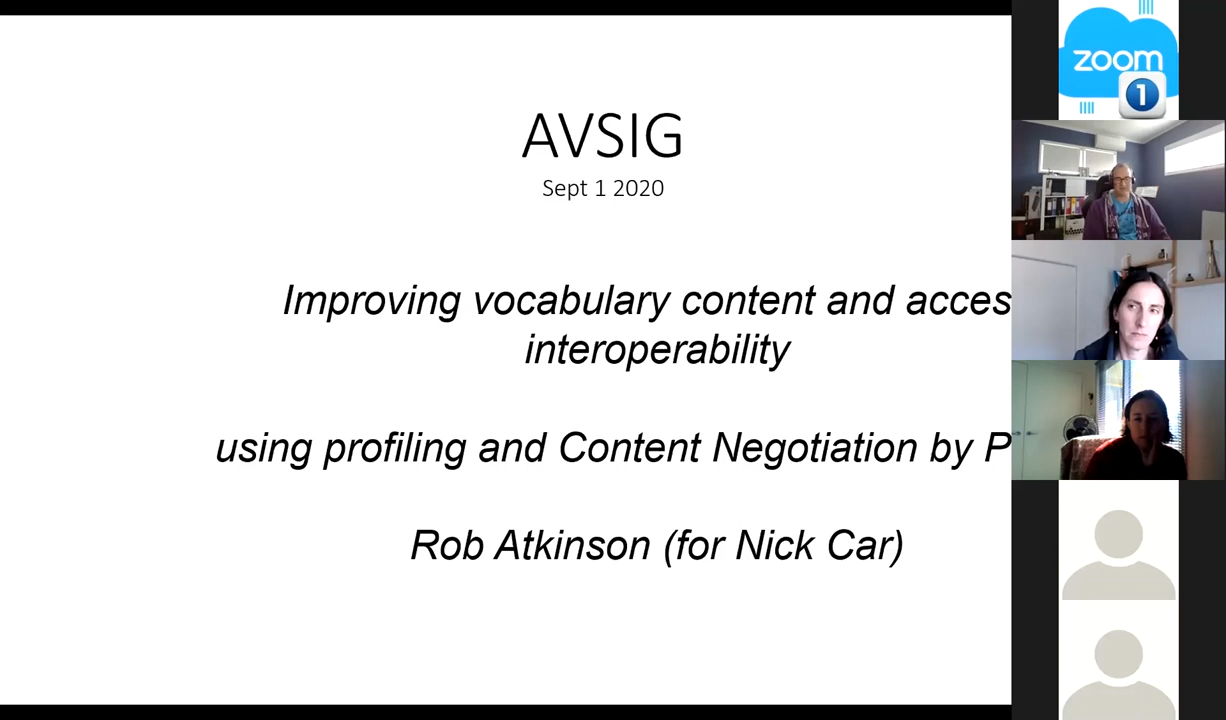 AVSIG
Sept 1 2020
Improving vocabulary content and acces
interoperability
using profiling and Content Negotiation by P
Rob Atkinson (for Nick Car)
zoom
1